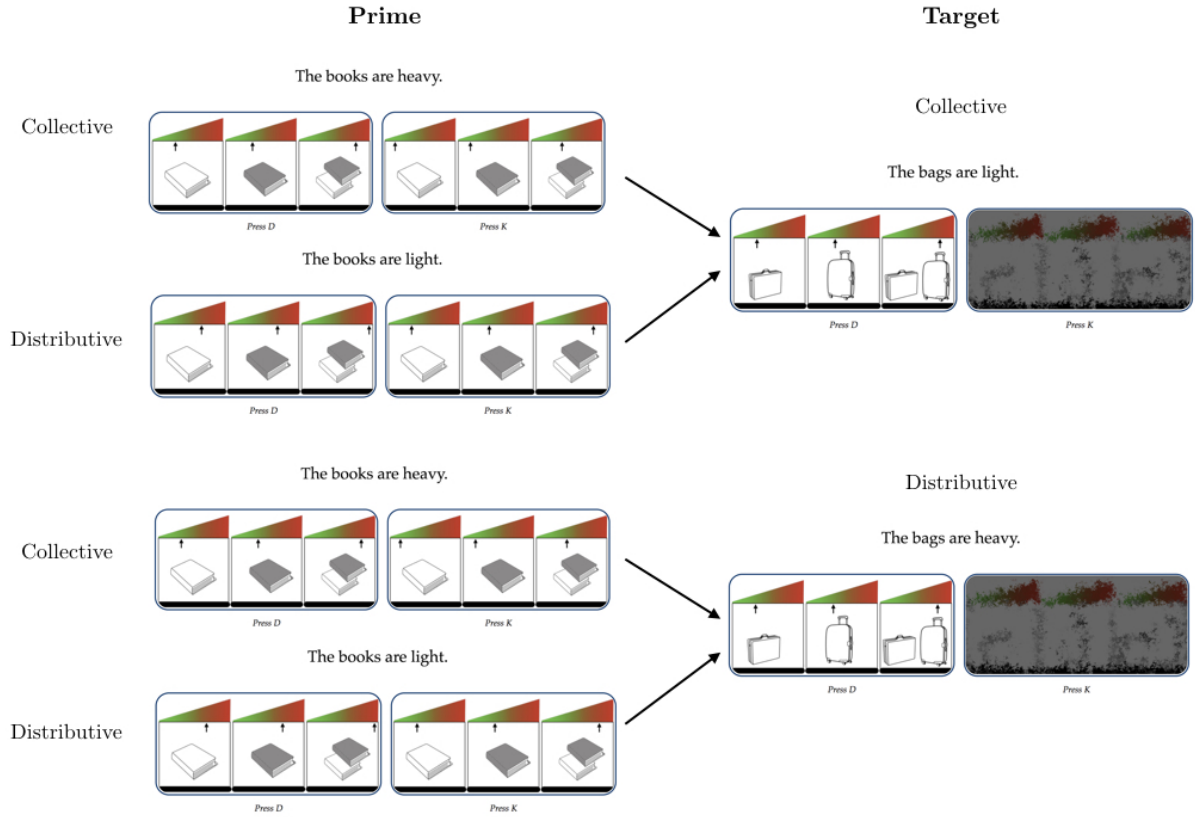 Prime
Target
The books are heavy.
Collective
Press D
Press K
The books are light.
Distributive
Press D
Press K
Collective
The bags are light.
Press D
Press K
The books are heavy.
Collective
Press D
Press K
The books are light.
Distributive
Press D
Press K
Distributive
The bags are heavy.
Press D
Press K